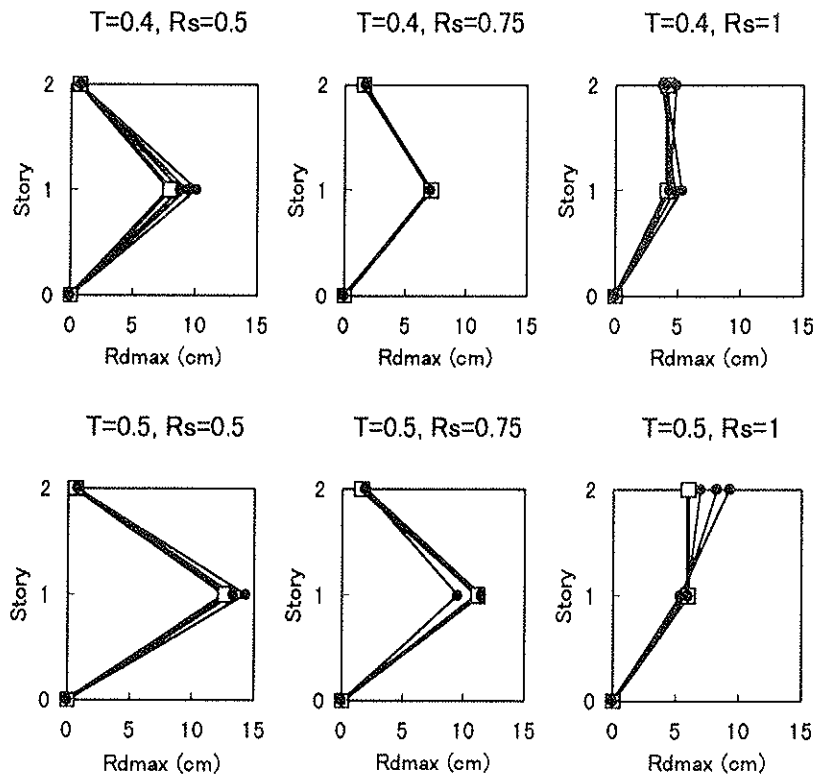 T=0.4, Rs=0.5
T=0.4, Rs=0.75
T=0.4, Rs=1
2
1
0
Story
0 5 10 15
Rdmax (cm)
2
1
0
Story
0 5 10 15
Rdmax (cm)
2
1
0
Story
0 5 10 15
Rdmax (cm)
T=0.5, Rs=0.5
T=0.5, Rs=0.75
T=0.5, Rs=1
2
1
0
Story
0 5 10 15
Rdmax (cm)
2
1
0
Story
0 5 10 15
Rdmax (cm)
2
1
0
Story
0 5 10 15
Rdmax (cm)